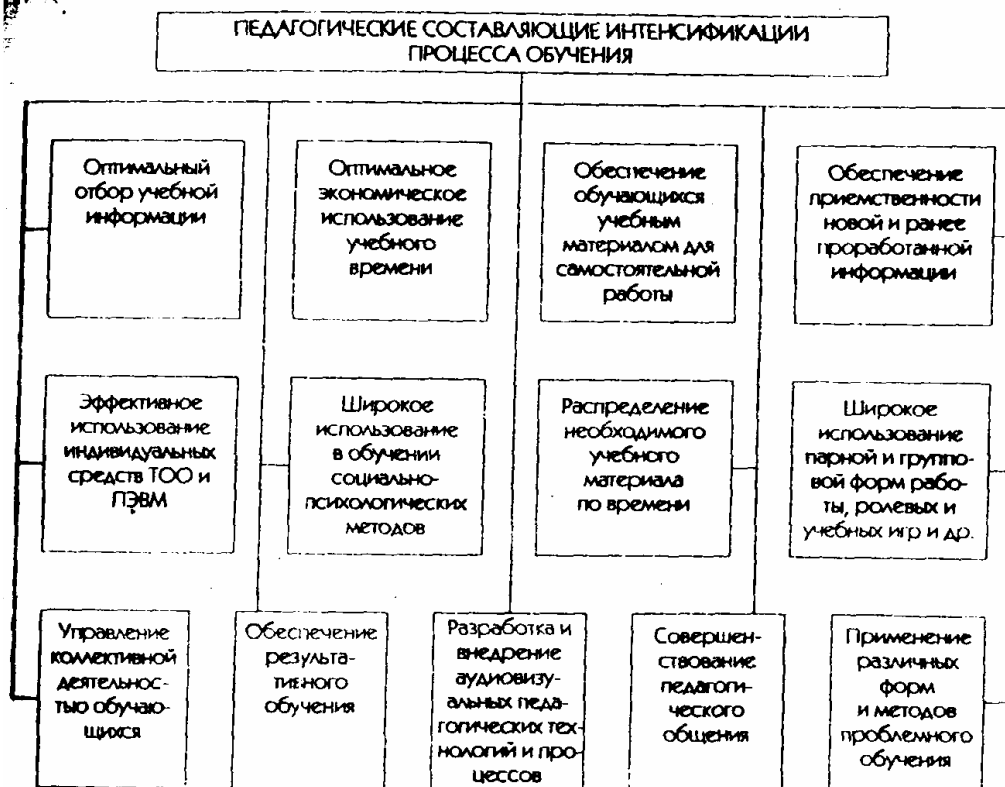 ПЕДАГОГИЧЕСКИЕ СОСТАВЛЯЮЩИЕ ИНТЕНСИФИКАЦИИ
ПРОЦЕССА ОБУЧЕНИЯ
Оптимальный
отбор учебной
информации
Оптимальное
экономическое
использование
учебного
времени
Обеспечение
обучающихся
учебным
материалом для
самостоятельной
работы
Обеспечение
приемственности
новой и ранее
проработанной
информации
Эффективное
использование
индивидуальных
средств ТОО и
ПЭВМ
Широкое
использование
в обучении
социально-
психологических
методов
Распределение
необходимого
учебного
материала
по времени
Широкое
использование
парной и группо-
вой форм рабо-
ты, ролевых и
учебных игр и др.
Управление
коллективной
деятельнос-
тью обучаю-
щихся
Обеспечение
результа-
тивного
обучения
Разработка и
внедрение
аудиовизу-
альных педа-
гогических тех-
нологий и про-
цессов
Совершен-
ствование
педагоги-
ческого
общения
Применение
различных
форм
и методов
проблемного
обучения